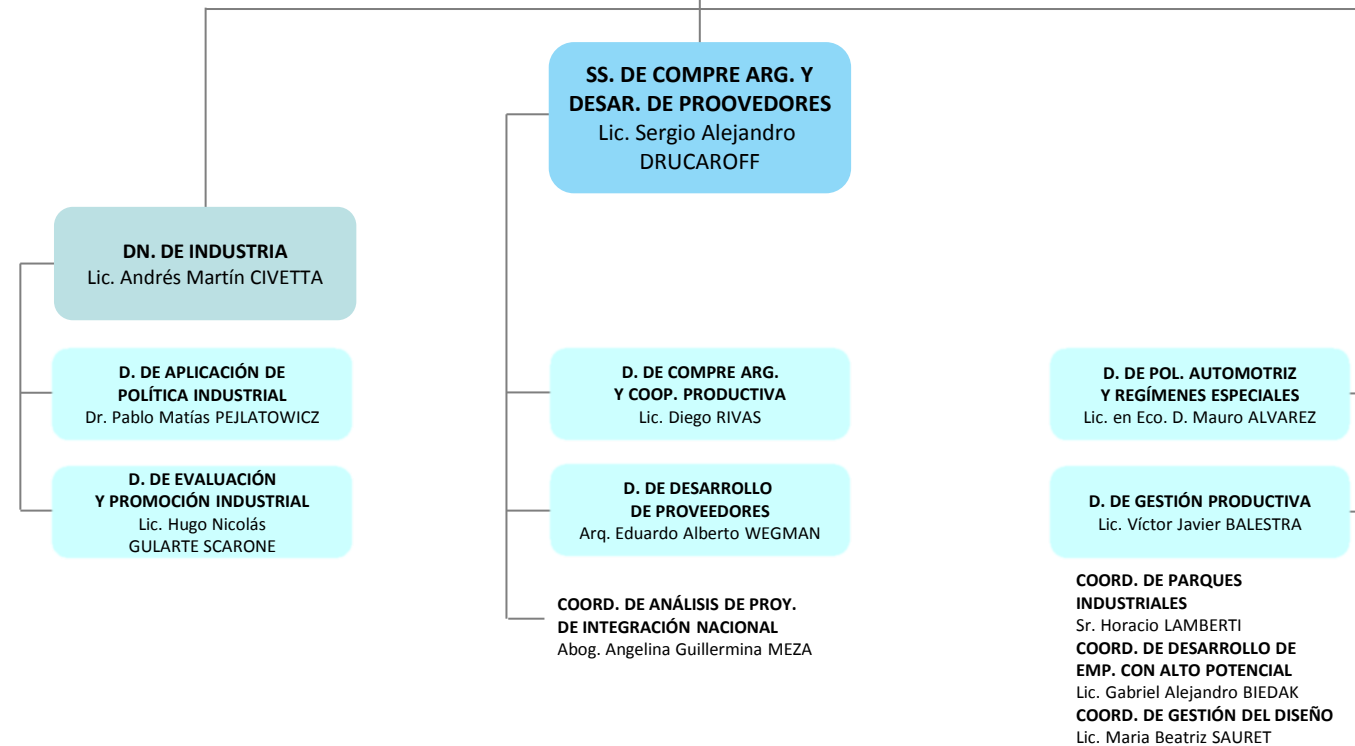 SS. DE COMPRE ARG. Y
DESAR. DE PROOVEDORES
Lic. Sergio Alejandro
DRUCAROFF
DN. DE INDUSTRIA
Lic. Andrés Martín CIVETTA
D. DE APLICACIÓN DE
POLÍTICA INDUSTRIAL
Dr. Pablo Matías PEJLATOWICZ
D. DE EVALUACIÓN
Y PROMOCIÓN INDUSTRIAL
Lic. Hugo Nicolás
GULARTE SCARONE
D. DE COMPRE ARG.
Y COOP. PRODUCTIVA
Lic. Diego RIVAS
D. DE DESARROLLO
DE PROVEEDORES
Arq. Eduardo Alberto WEGMAN
COORD. DE ANÁLISIS DE PROY.
DE INTEGRACIÓN NACIONAL
Abog. Angelina Guillermina MEZA
D. DE POL. AUTOMOTRIZ
Y REGÍMENES ESPECIALES
Lic. en Eco. D. Mauro ALVAREZ
D. DE GESTIÓN PRODUCTIVA
Lic. Víctor Javier BALESTRA
COORD. DE PARQUES
INDUSTRIALES
Sr. Horacio LAMBERTI
COORD. DE DESARROLLO DE
EMP. CON ALTO POTENCIAL
Lic. Gabriel Alejandro BIEDAK
COORD. DE GESTIÓN DEL DISEÑO
Lic. Maria Beatriz SAURET